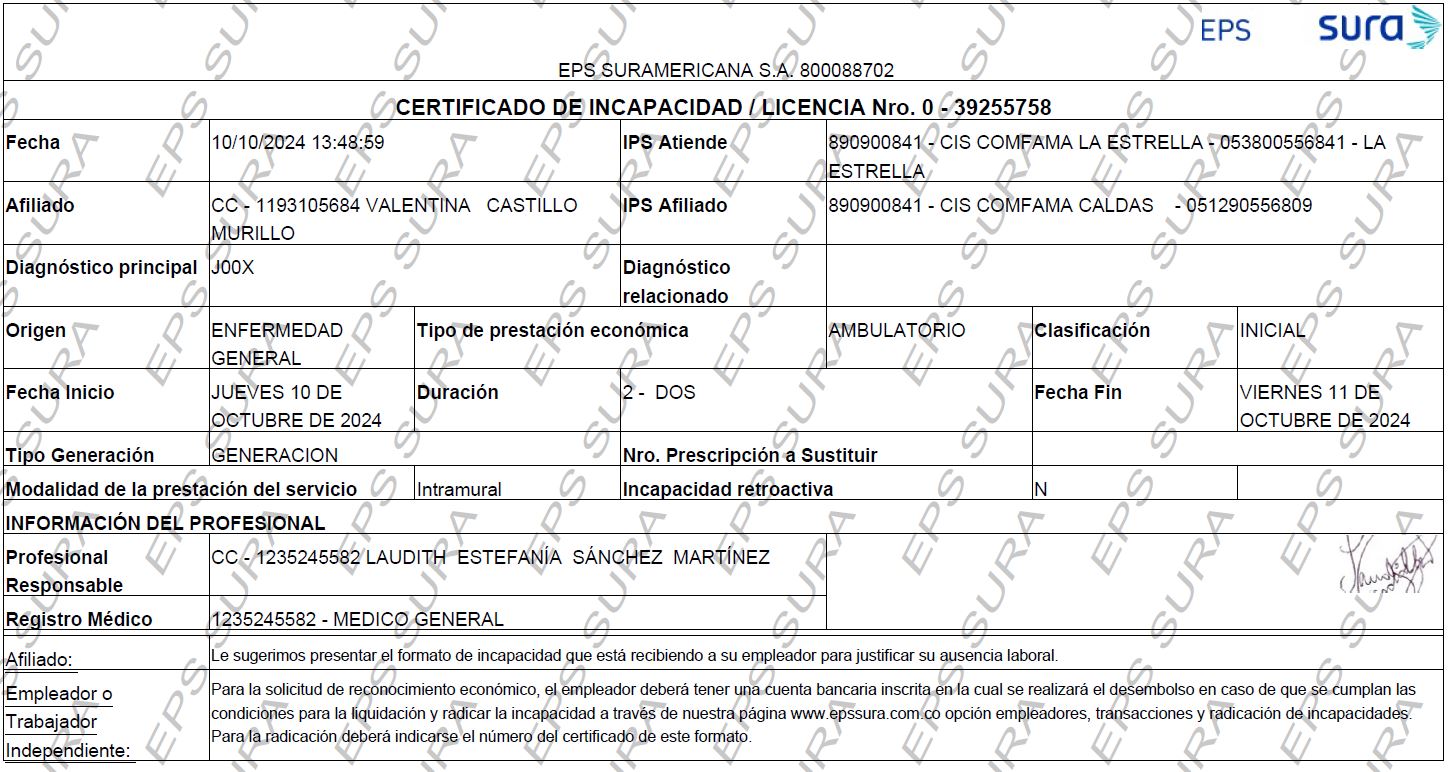 EPS sura
EPS SURAMERICANA S.A. 800088702
CERTIFICADO DE INCAPACIDAD / LICENCIA Nro. 0 - 39255758
Fecha 10/10/2024 13:48:59 IPS Atiende 890900841 - CIS COMFAMA LA ESTRELLA - 053800556841 - LA
ESTRELLA
Afiliado CC - 1193105684 VALENTINA CASTILLO IPS Afiliado 890900841 - CIS COMFAMA CALDAS - 051290556809
MURILLO
Diagnóstico principal J00X Diagnóstico
relacionado
Origen ENFERMEDAD Tipo de prestación económica AMBULATORIO Clasificación INICIAL
GENERAL
Fecha Inicio JUEVES 10 DE Duración 2 - DOS Fecha Fin VIERNES 11 DE
OCTUBRE DE 2024 OCTUBRE DE 2024
Tipo Generación GENERACION Nro. Prescripción a Sustituir
Modalidad de la prestación del servicio Intramural Incapacidad retroactiva N
INFORMACIÓN DEL PROFESIONAL
Profesional CC - 1235245582 LAUDITH ESTEFANÍA SÁNCHEZ MARTÍNEZ
Responsable
Registro Médico 1235245582 - MEDICO GENERAL
Afiliado: Le sugerimos presentar el formato de incapacidad que está recibiendo a su empleador para justificar su ausencia laboral.
Empleador o Para la solicitud de reconocimiento económico, el empleador deberá tener una cuenta bancaria inscrita en la cual se realizará el desembolso en caso de que se cumplan las
Trabajador condiciones para la liquidación y radicar la incapacidad a través de nuestra página www.epssura.com.co opción empleadores, transacciones y radicación de incapacidades.
Independiente: Para la radicación deberá indicarse el número del certificado de este formato.